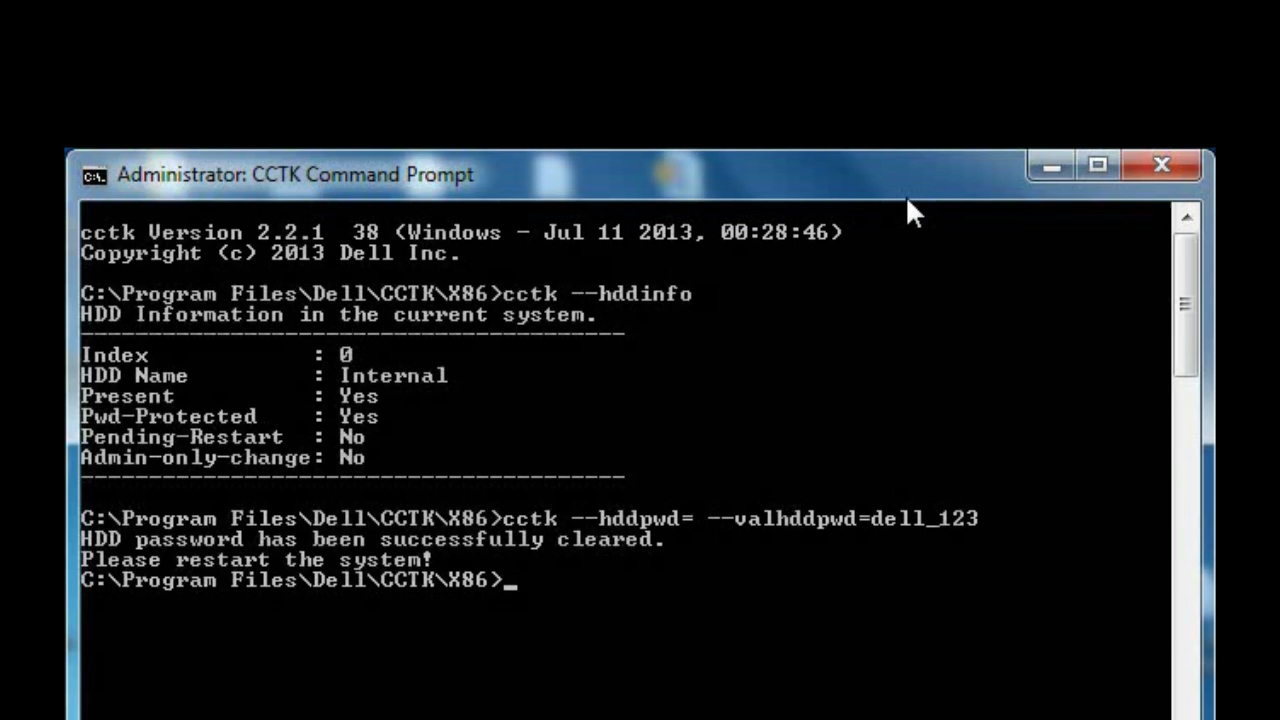 Administrator: CCTK Command Prompt
cctk Version 2.2.1  38 (Windows - Jul 11 2013, 00:28:46)
Copyright (c) 2013 Dell Inc.
C:\Program Files\Dell\CCTK\X86>cctk --hddinfo
HDD Information in the current system.
----------------------------------------
Index : 0
HDD Name : Internal
Present : Yes
Pwd-Protected : Yes
Pending-Restart : No
Admin-only-change: No
----------------------------------------
C:\Program Files\Dell\CCTK\X86>cctk --hddpwd= --valhddpwd=dell_123
HDD password has been successfully cleared.
Please restart the system!
C:\Program Files\Dell\CCTK\X86>_